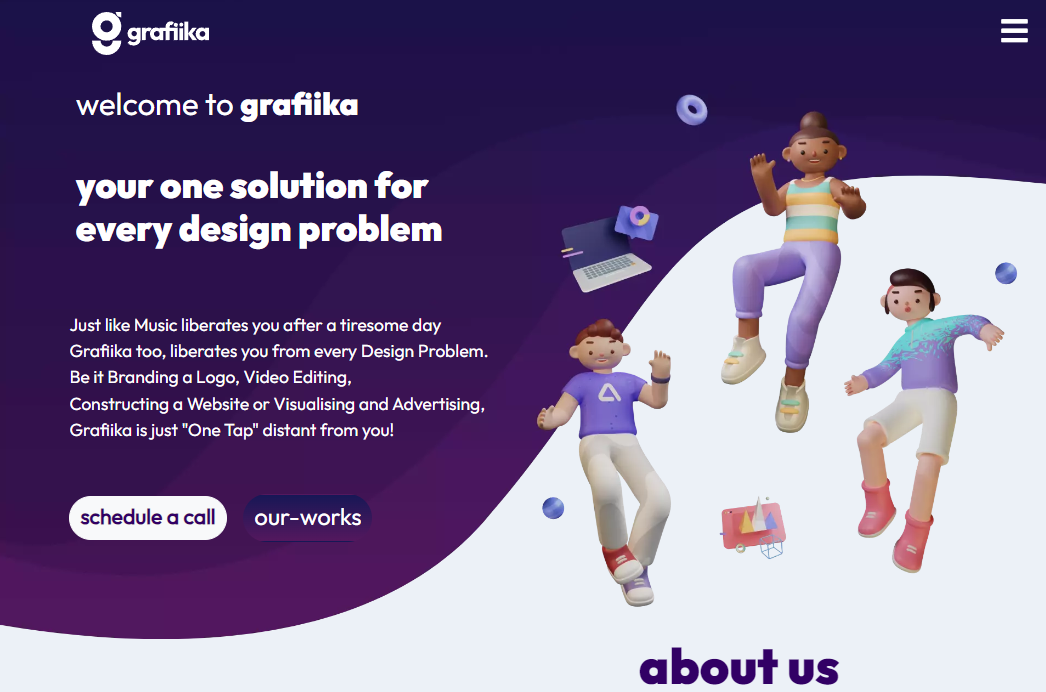 grafiika
welcome to grafiika
your one solution for
every design problem
Just like Music liberates you after a tiresome day
Grafiika too, liberates you from every Design Problem.
Be it Branding a Logo, Video Editing,
Constructing a Website or Visualising and Advertising,
Grafiika is just "One Tap" distant from you!
schedule a call
our-works
about us